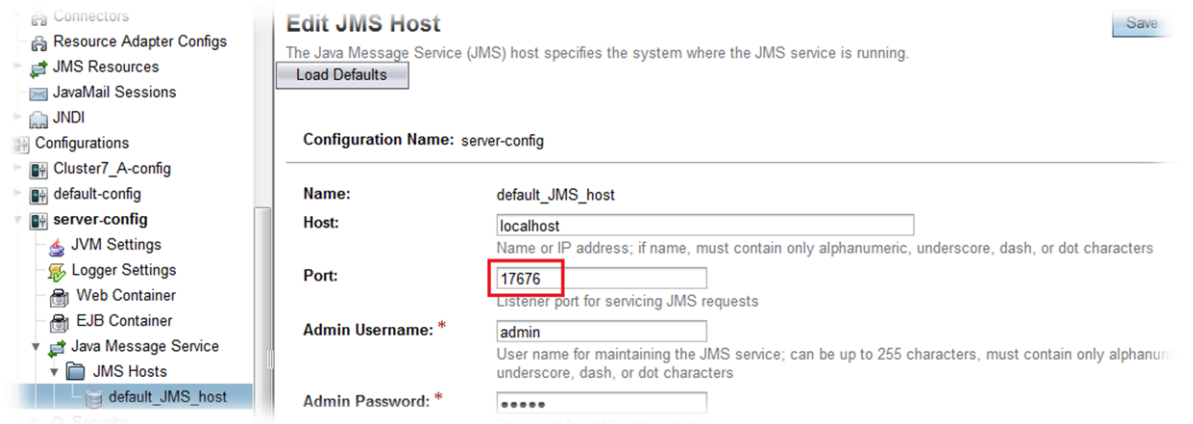 Connectors
Resource Adapter Configs
JMS Resources
JavaMail Sessions
JNDI
Configurations
Cluster7_A-config
default-config
server-config
JVM Settings
Logger Settings
Web Container
EJB Container
Java Message Service
JMS Hosts
default_JMS_host
Security
Edit JMS Host
Save
The Java Message Service (JMS) host specifies the system where the JMS service is running.
Load Defaults
Configuration Name: server-config
Name: default_JMS_host
Host: localhost
Name or IP address; if name, must contain only alphanumeric, underscore, dash, or dot characters
Port: 17676
Listener port for servicing JMS requests
Admin Username: * admin
User name for maintaining the JMS service; can be up to 255 characters, must contain only alphanum
underscore, dash, or dot characters
Admin Password: * •••••